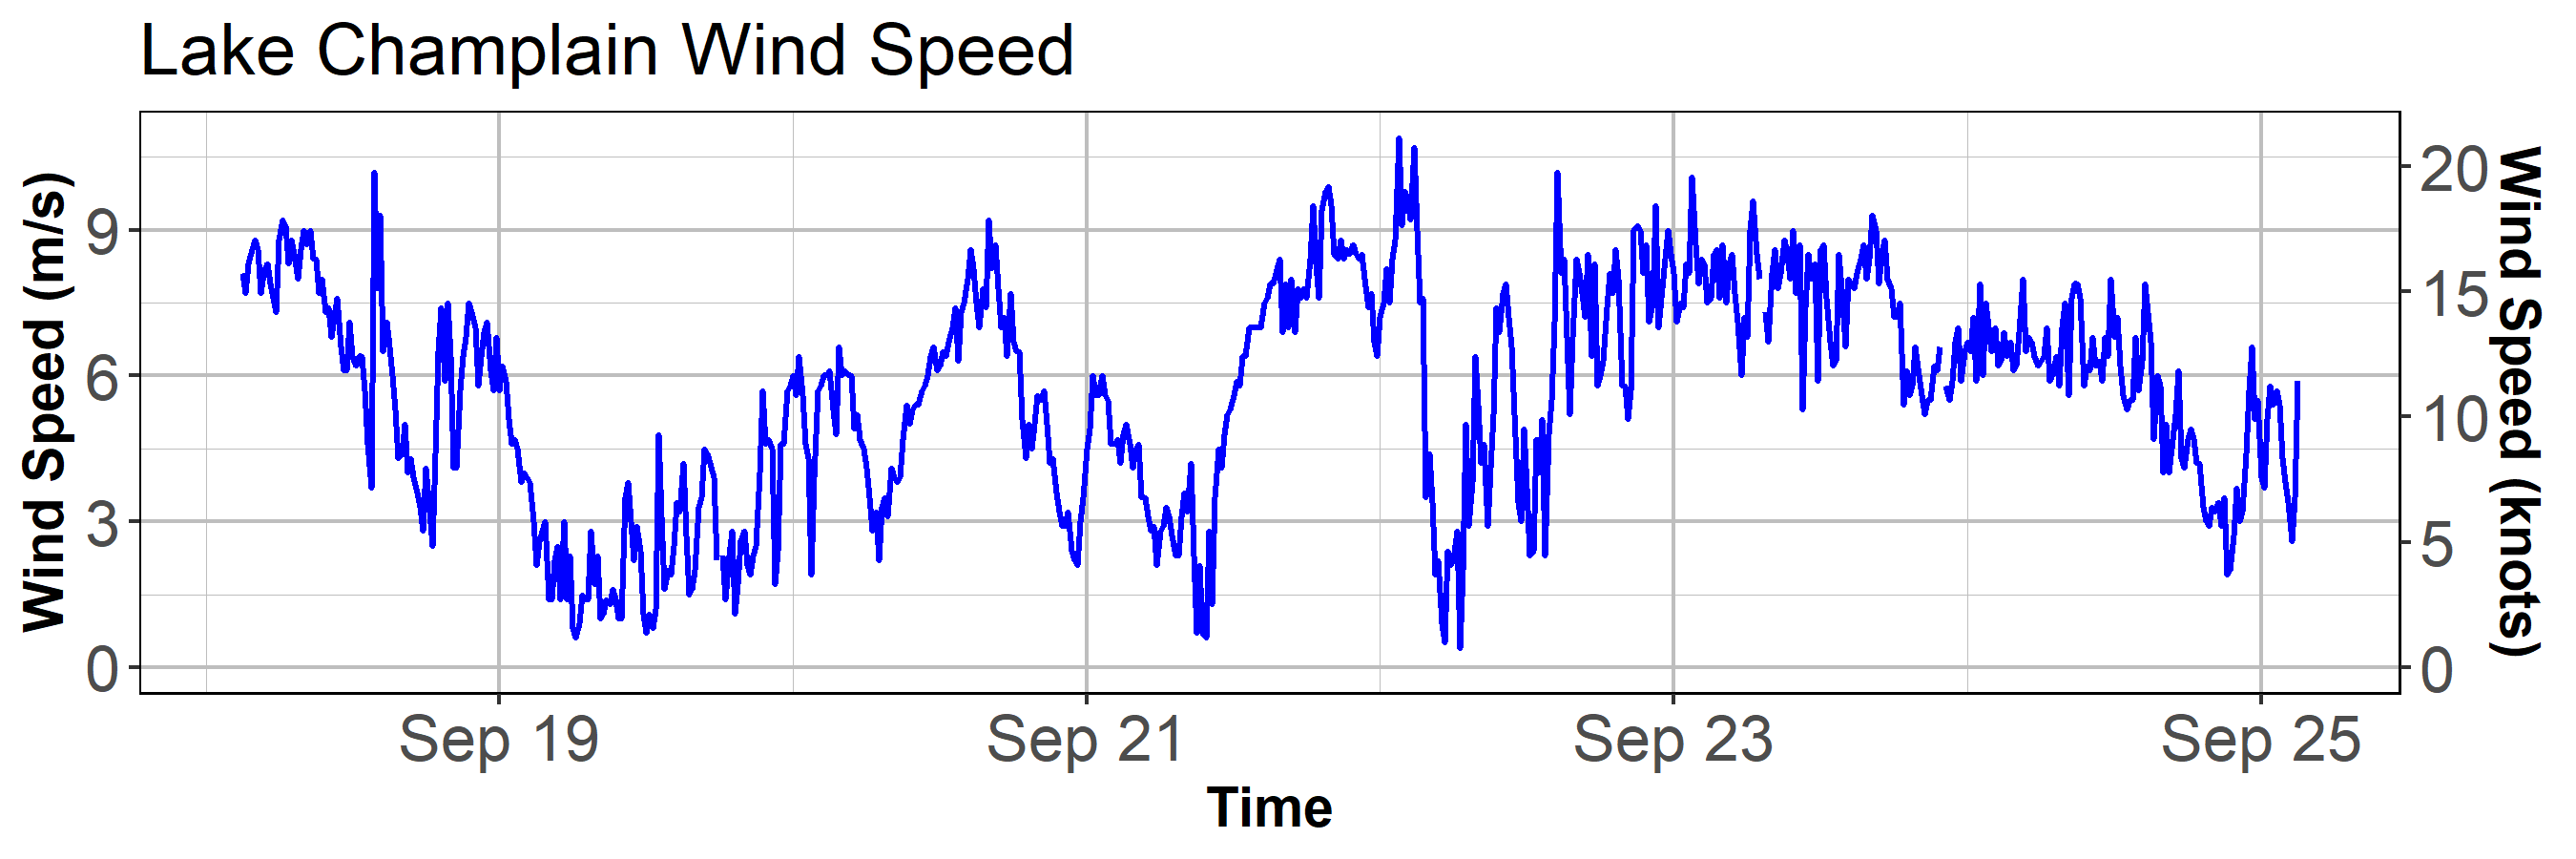 Lake Champlain Wind Speed
Wind Speed (m/s)
9
6
3
0
20
15
10
5
0
Wind Speed (knots)
Sep 19
Sep 21
Sep 23
Sep 25
Time